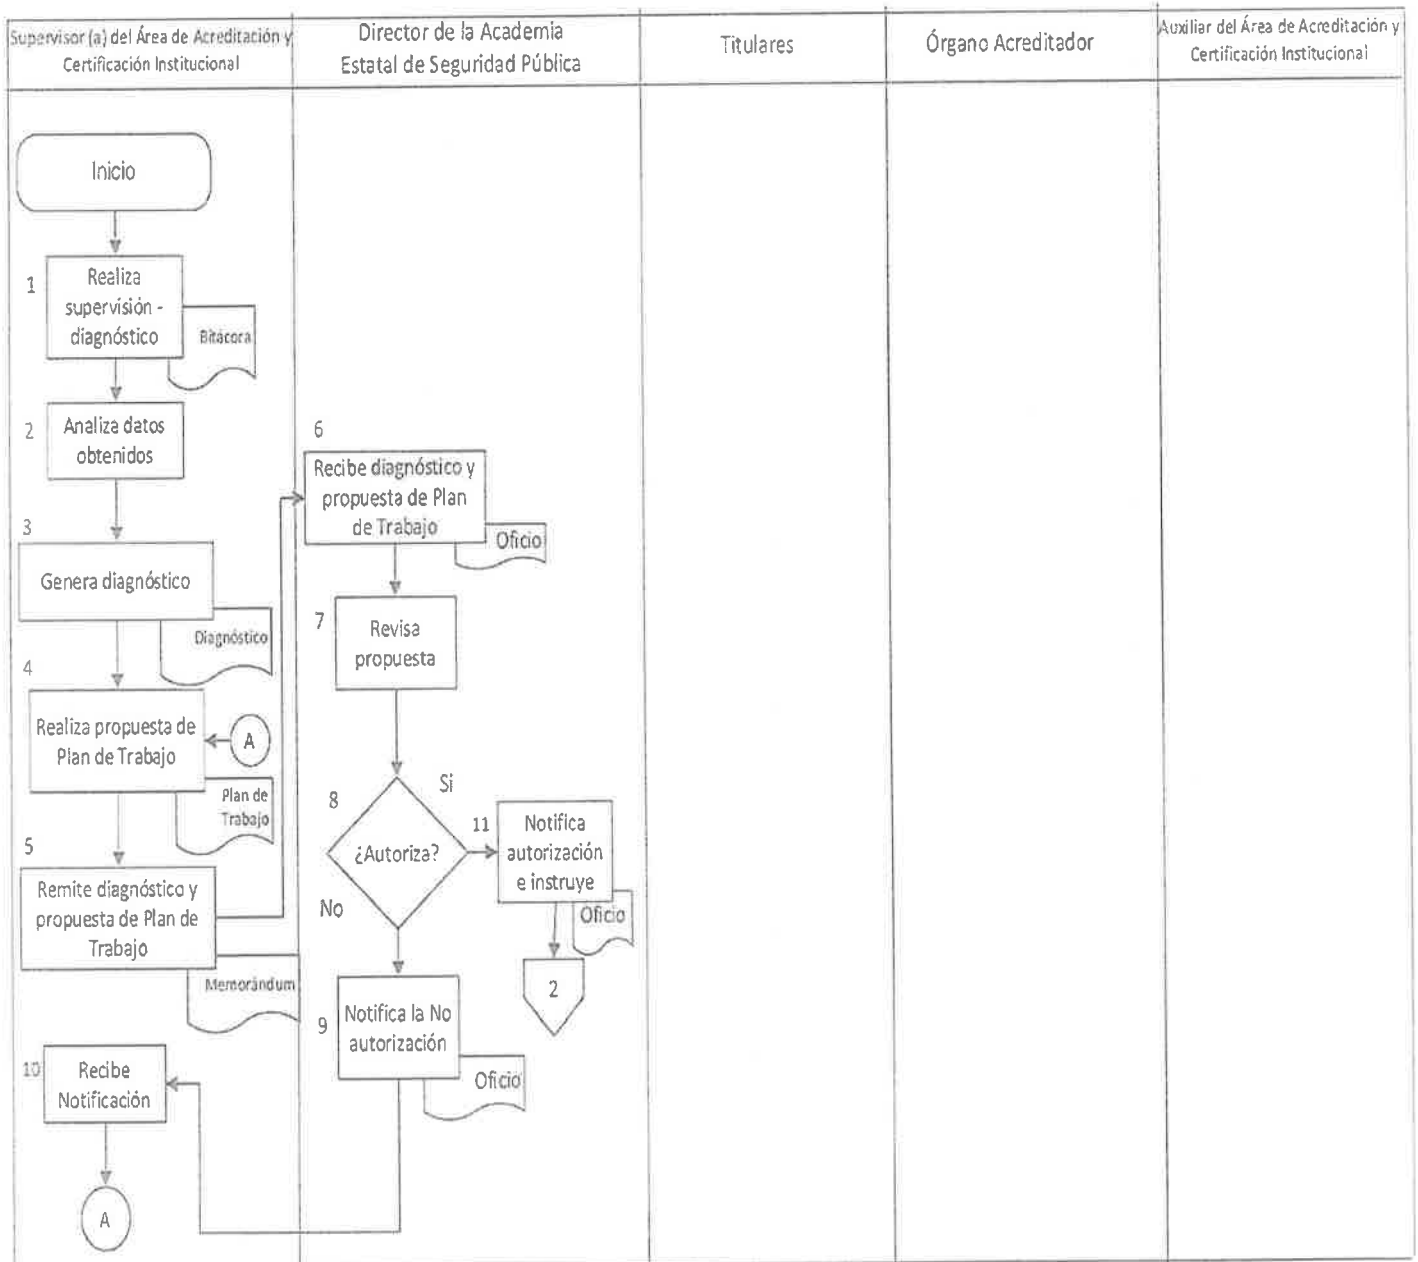 Supervisor (a) del Área de Acreditación y
Certificación Institucional
Director de la Academia
Estatal de Seguridad Pública
Titulares
Órgano Acreditador
Auxiliar del Área de Acreditación y
Certificación Institucional
Inicio
1
Realiza
supervisión -
diagnóstico
Bitácora
2
Analiza datos
obtenidos
3
Genera diagnóstico
Diagnóstico
4
Realiza propuesta de
Plan de Trabajo
A
Plan de
Trabajo
5
Remite diagnóstico y
propuesta de Plan de
Trabajo
Memorándum
6
Recibe diagnóstico y
propuesta de Plan
de Trabajo
Oficio
7
Revisa
propuesta
8
¿Autoriza?
Si
No
11
Notifica
autorización
e instruye
Oficio
2
9
Notifica la No
autorización
Oficio
10
Recibe
Notificación
A